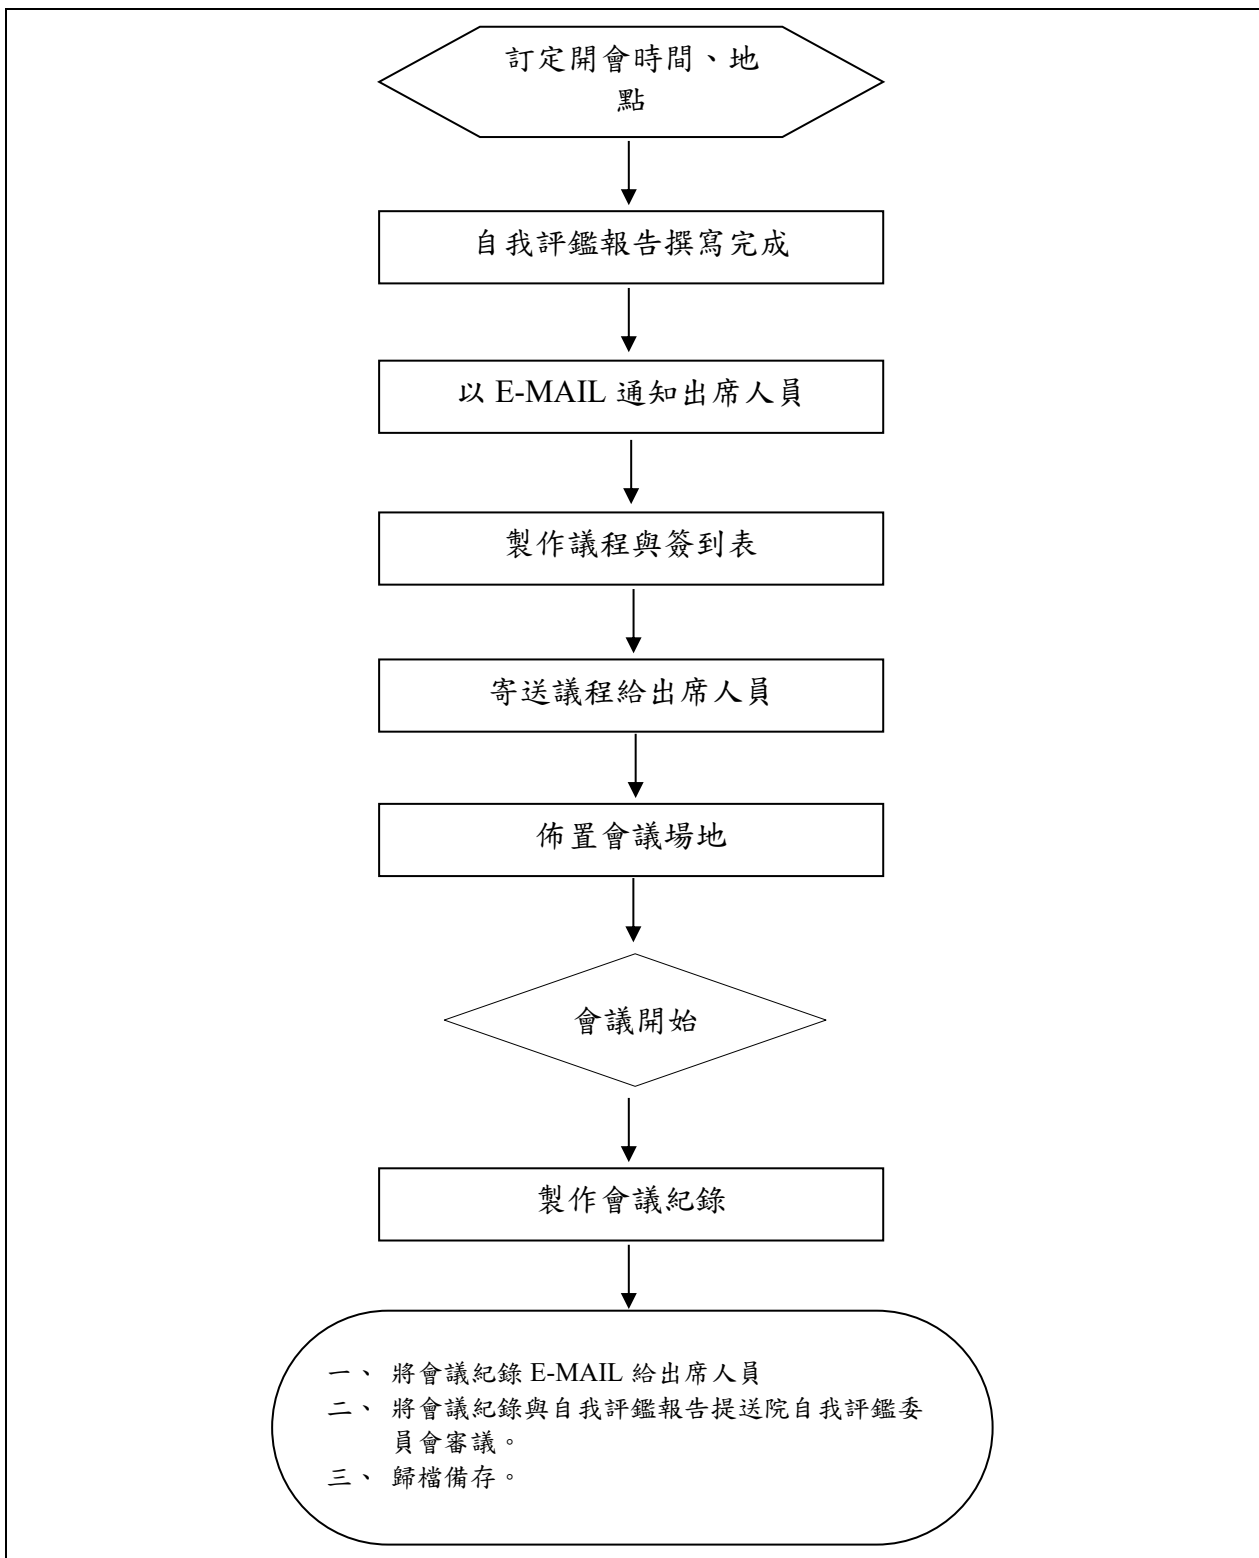 訂定開會時間、地
點
自我評鑑報告撰寫完成
以 E-MAIL 通知出席人員
製作議程與簽到表
寄送議程給出席人員
佈置會議場地
會議開始
製作會議紀錄
一、 將會議紀錄 E-MAIL 給出席人員
二、 將會議紀錄與自我評鑑報告提送院自我評鑑委
員會審議。
三、 歸檔備存。